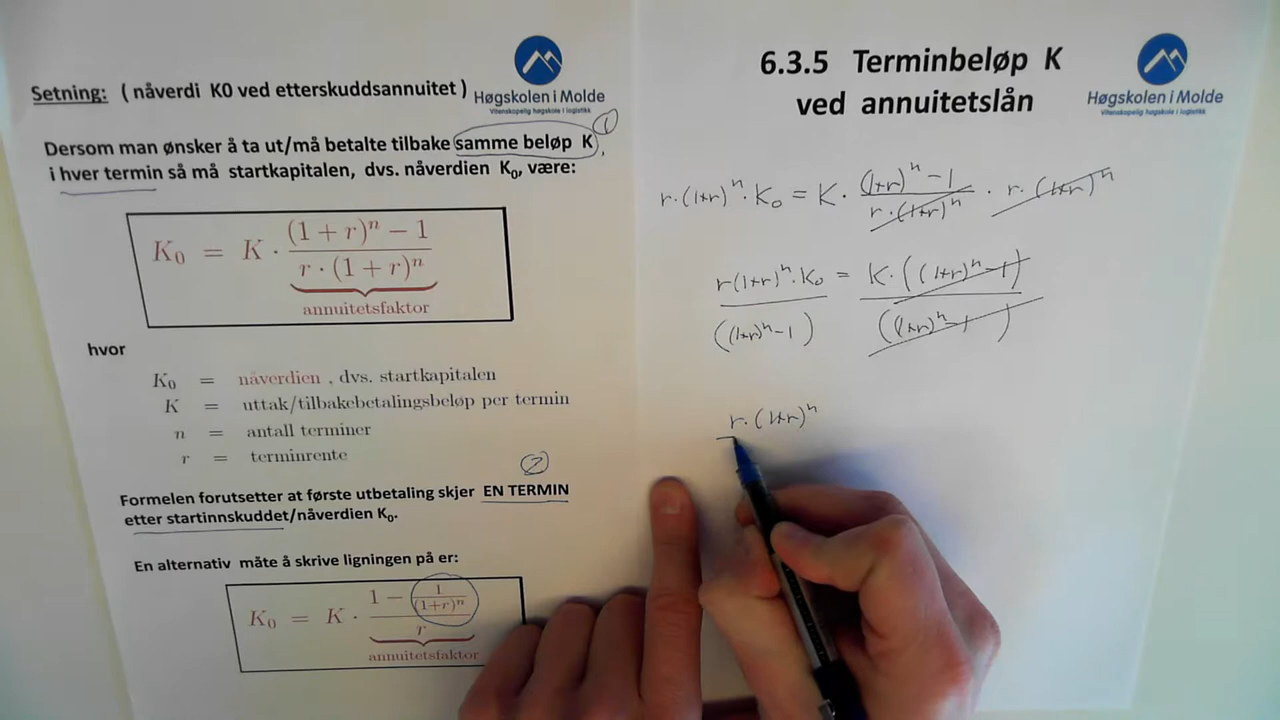 Setning: ( nåverdi K0 ved etterskuddsannuitet )
Høgskolen i Molde
Vitenskapelig høgskole i logistikk
①
Dersom man ønsker å ta ut/må betalte tilbake samme beløp K,
i hver termin så må startkapitalen, dvs. nåverdien K₀, være:
K₀ = K · ((1 + r)ⁿ − 1) / (r · (1 + r)ⁿ)
annuitetsfaktor
hvor
K₀ = nåverdien , dvs. startkapitalen
K = uttak/tilbakebetalingsbeløp per termin
n = antall terminer
r = terminrente
②
Formelen forutsetter at første utbetaling skjer EN TERMIN
etter startinnskuddet/nåverdien K₀.
En alternativ måte å skrive ligningen på er:
K₀ = K · (1 − 1/(1+r)ⁿ) / r
annuitetsfaktor
6.3.5 Terminbeløp K
ved annuitetslån
Høgskolen i Molde
Vitenskapelig høgskole i logistikk
r·(1+r)ⁿ·K₀ = K · ((1+r)ⁿ − 1) / (r·(1+r)ⁿ) · r·(1+r)ⁿ
r(1+r)ⁿ·K₀ / ((1+r)ⁿ−1) = K·((1+r)ⁿ−1) / ((1+r)ⁿ−1)
r·(1+r)ⁿ